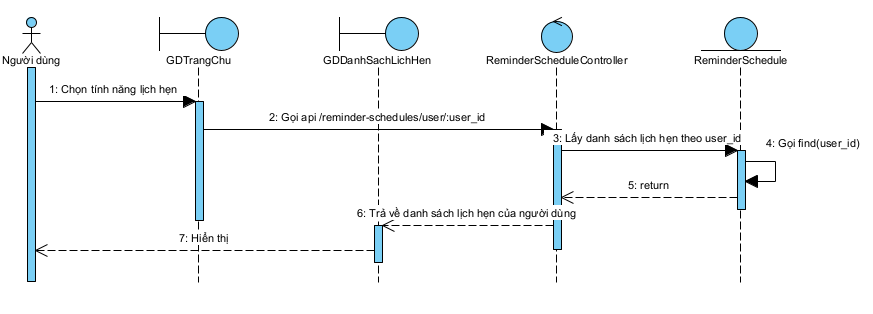 Người dùng
GDTrangChu
GDDanhSachLichHen
ReminderScheduleController
ReminderSchedule
1: Chọn tính năng lịch hẹn
2: Gọi api /reminder-schedules/user/:user_id
3: Lấy danh sách lịch hẹn theo user_id
4: Gọi find(user_id)
5: return
6: Trả về danh sách lịch hẹn của người dùng
7: Hiển thị